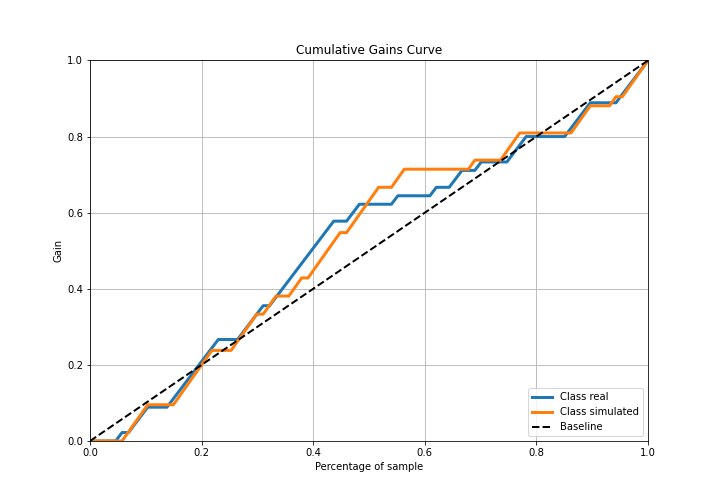 Cumulative Gains Curve
1.0
0.8
0.6
Gain
0.4
0.2
0.0
Class real
Class simulated
Baseline
0.0 0.2 0.4 0.6 0.8 1.0
Percentage of sample